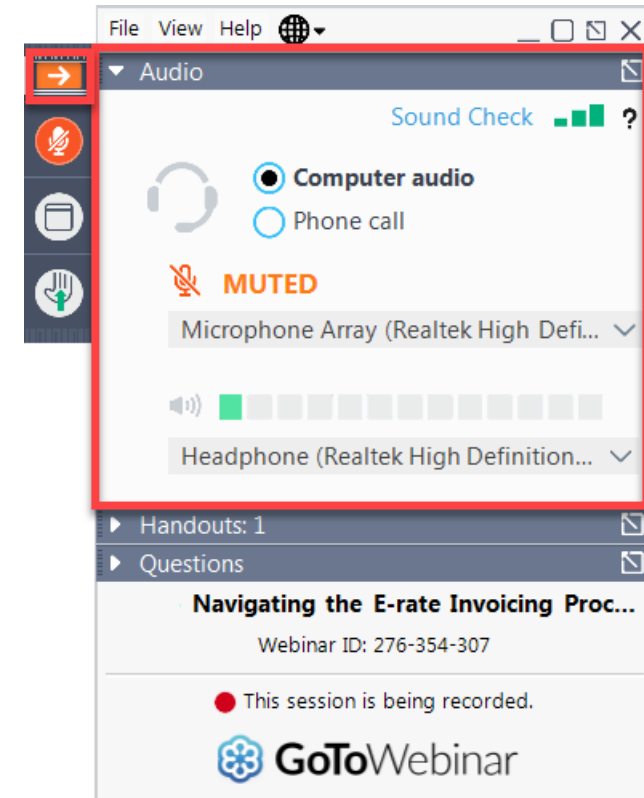 File View Help
Audio
Sound Check ?
Computer audio
Phone call
MUTED
Microphone Array (Realtek High Defi...
Headphone (Realtek High Definition...
Handouts: 1
Questions
Navigating the E-rate Invoicing Proc...
Webinar ID: 276-354-307
This session is being recorded.
GoToWebinar